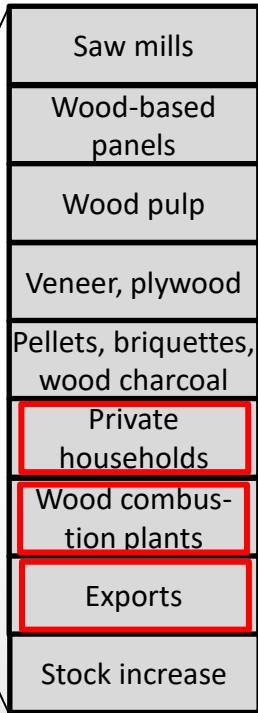 Saw mills
Wood-based
panels
Wood pulp
Veneer, plywood
Pellets, briquettes,
wood charcoal
Private
households
Wood combus-
tion plants
Exports
Stock increase